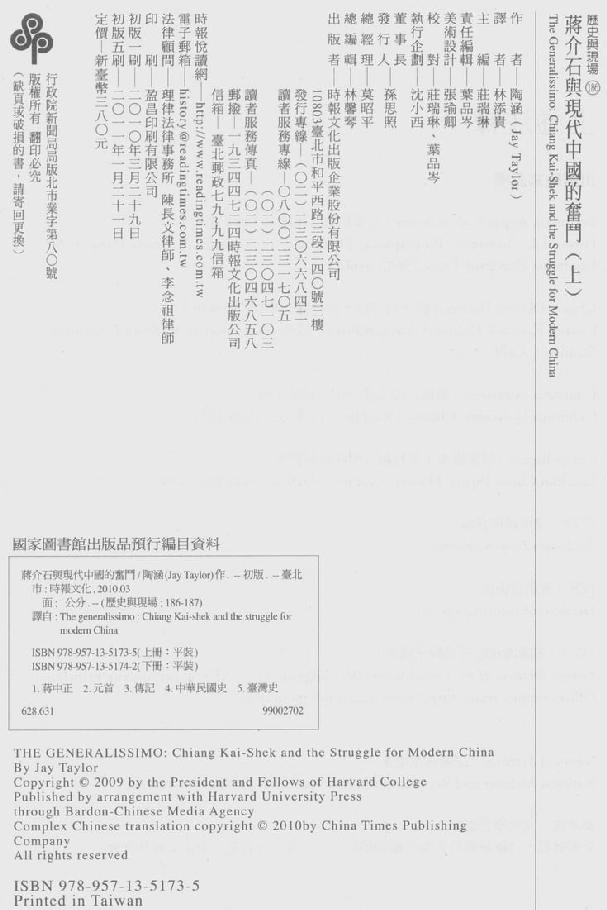 歷史與現場 186
蔣介石與現代中國的奮鬥(上)
The Generalissimo: Chiang Kai-Shek and the Struggle for Modern China
作者—陶涵(Jay Taylor)
譯者—林添貴
主編—莊瑞琳
責任編輯—葉品岑
美術設計—張瑜卿
執行企劃—沈小西
校對—莊瑞琳、葉品岑
董事長
發行人—孫思照
總經理—莫昭平
總編輯—林馨琴
出版者—時報文化出版企業股份有限公司
10803臺北市和平西路三段二四〇號三樓
發行專線—(〇二)二三〇六六八四二
讀者服務專線—〇八〇〇二三一七〇五
(〇二)二三〇四七一〇三
讀者服務傳真—(〇二)二三〇四六八五八
郵撥—一九三四四七二四時報文化出版公司
信箱—臺北郵政七九~九九信箱
時報悅讀網—http://www.readingtimes.com.tw
電子郵箱—history@readingtimes.com.tw
法律顧問—理律法律事務所 陳長文律師、李念祖律師
印刷—盈昌印刷有限公司
初版一刷—二〇一〇年三月二十九日
初版五刷—二〇一一年一月二十一日
定價—新臺幣三八〇元
行政院新聞局局版北市業字第八〇號
版權所有 翻印必究
(缺頁或破損的書,請寄回更換)
國家圖書館出版品預行編目資料
蔣介石與現代中國的奮鬥 / 陶涵(Jay Taylor)作. -- 初版. -- 臺北
市 : 時報文化, 2010.03
面 ; 公分. -- (歷史與現場 ; 186-187)
譯自 : The generalissimo : Chiang Kai-shek and the struggle for
modern China
ISBN 978-957-13-5173-5(上冊 : 平裝)
ISBN 978-957-13-5174-2(下冊 : 平裝)
1. 蔣中正 2. 元首 3. 傳記 4. 中華民國史 5. 臺灣史
628.631 99002702
THE GENERALISSIMO: Chiang Kai-Shek and the Struggle for Modern China
By Jay Taylor
Copyright © 2009 by the President and Fellows of Harvard College
Published by arrangement with Harvard University Press
through Bardon-Chinese Media Agency
Complex Chinese translation copyright © 2010by China Times Publishing
Company
All rights reserved
ISBN 978-957-13-5173-5
Printed in Taiwan